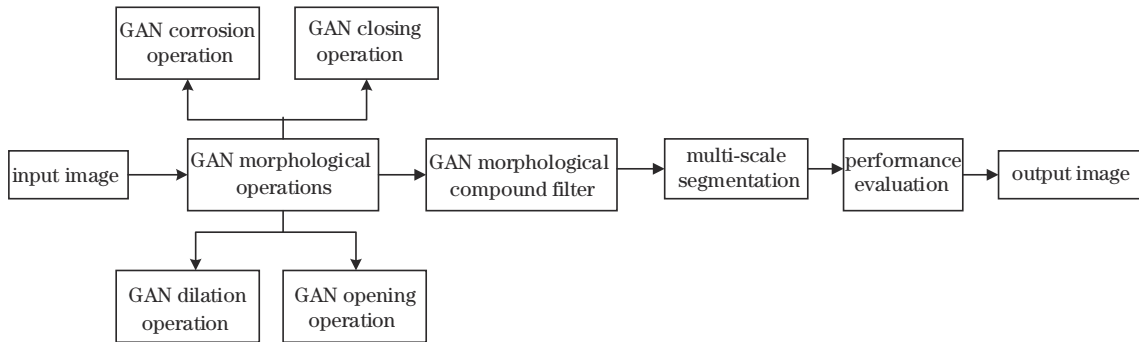 GAN corrosion
operation
GAN closing
operation
input image
GAN morphological
operations
GAN morphological
compound filter
multi-scale
segmentation
performance
evaluation
output image
GAN dilation
operation
GAN opening
operation